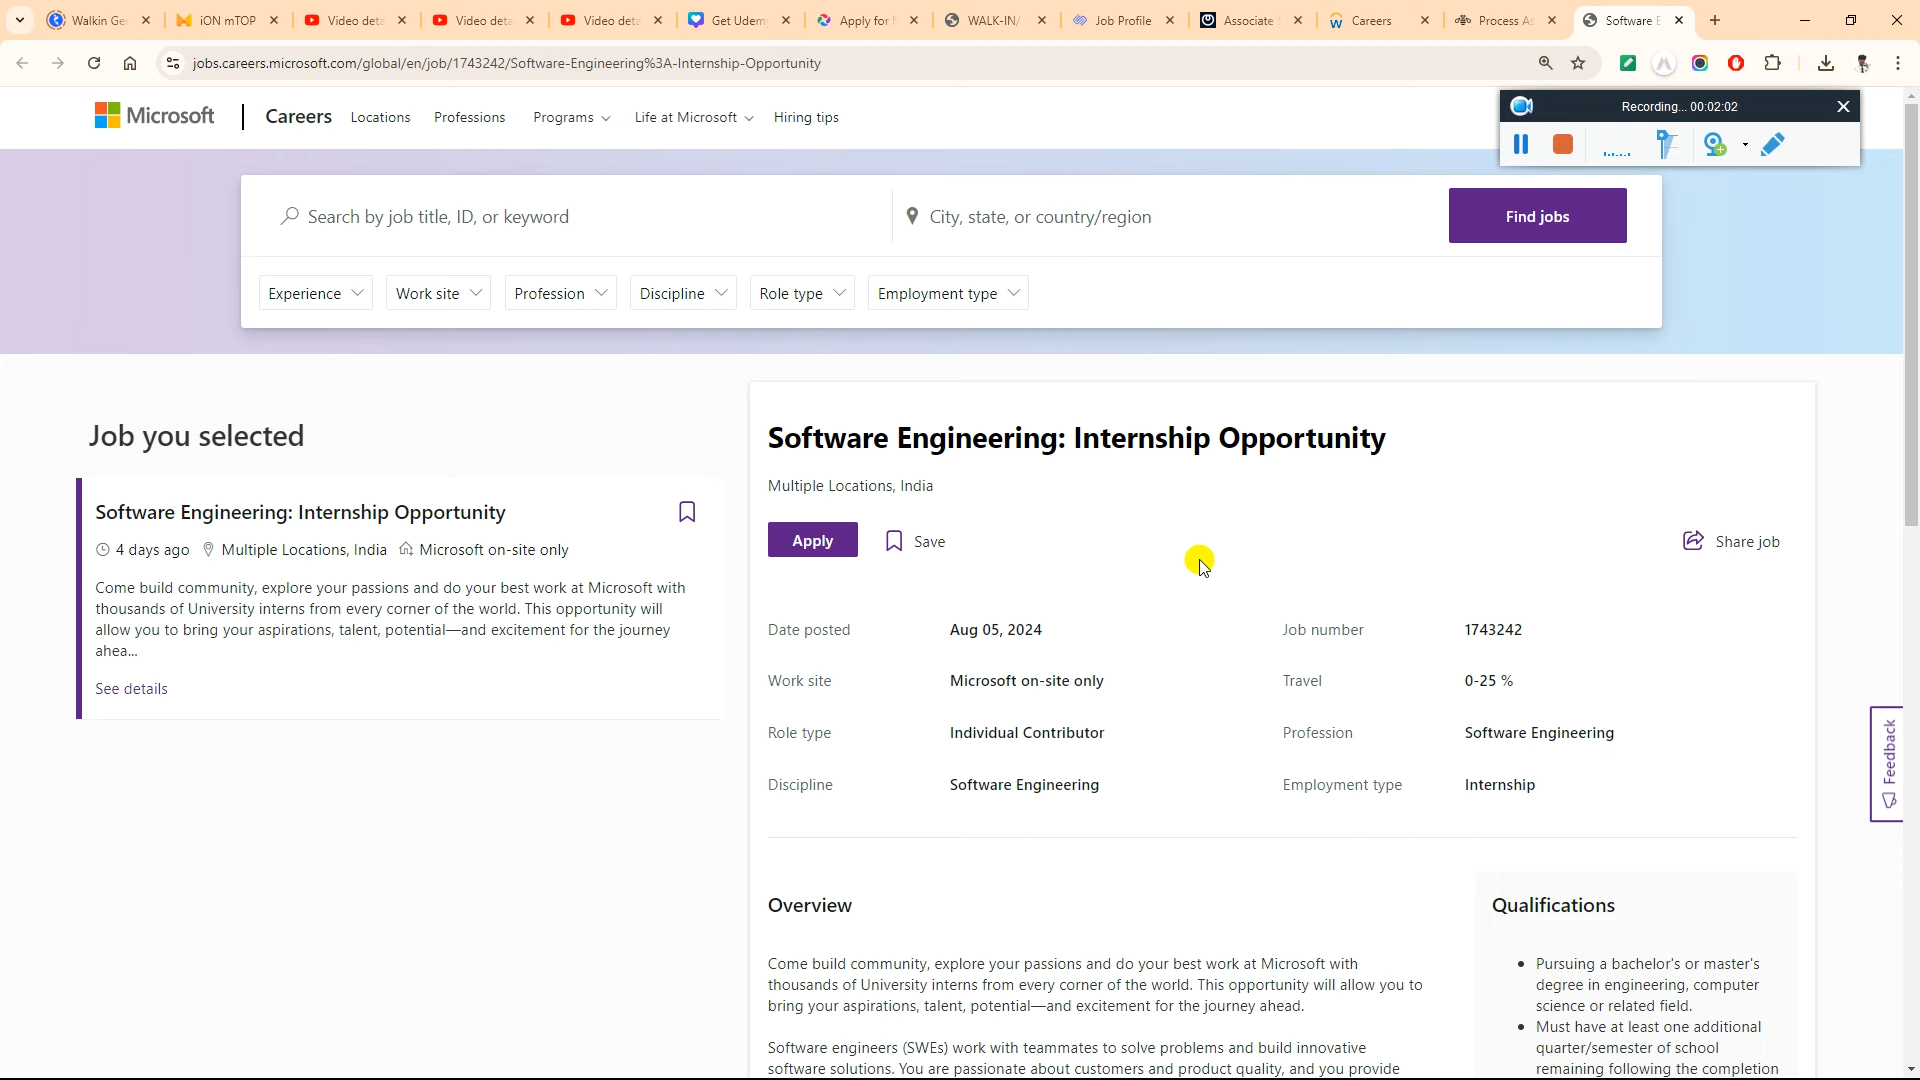 Walkin Ge
iON mTOP
Video deta
Video deta
Video deta
Get Udem
Apply for
WALK-IN/
Job Profile
Associate
Careers
Process As
Software E
jobs.careers.microsoft.com/global/en/job/1743242/Software-Engineering%3A-Internship-Opportunity
Recording... 00:02:02
Microsoft
Careers
Locations
Professions
Programs
Life at Microsoft
Hiring tips
Search by job title, ID, or keyword
City, state, or country/region
Find jobs
Experience
Work site
Profession
Discipline
Role type
Employment type
Job you selected
Software Engineering: Internship Opportunity
4 days ago
Multiple Locations, India
Microsoft on-site only
Come build community, explore your passions and do your best work at Microsoft with
thousands of University interns from every corner of the world. This opportunity will
allow you to bring your aspirations, talent, potential—and excitement for the journey
ahea...
See details
Software Engineering: Internship Opportunity
Multiple Locations, India
Apply
Save
Share job
Date posted
Aug 05, 2024
Job number
1743242
Work site
Microsoft on-site only
Travel
0-25 %
Role type
Individual Contributor
Profession
Software Engineering
Discipline
Software Engineering
Employment type
Internship
Feedback
Overview
Come build community, explore your passions and do your best work at Microsoft with
thousands of University interns from every corner of the world. This opportunity will allow you to
bring your aspirations, talent, potential—and excitement for the journey ahead.
Software engineers (SWEs) work with teammates to solve problems and build innovative
software solutions. You are passionate about customers and product quality, and you provide
Qualifications
Pursuing a bachelor's or master's
degree in engineering, computer
science or related field.
Must have at least one additional
quarter/semester of school
remaining following the completion